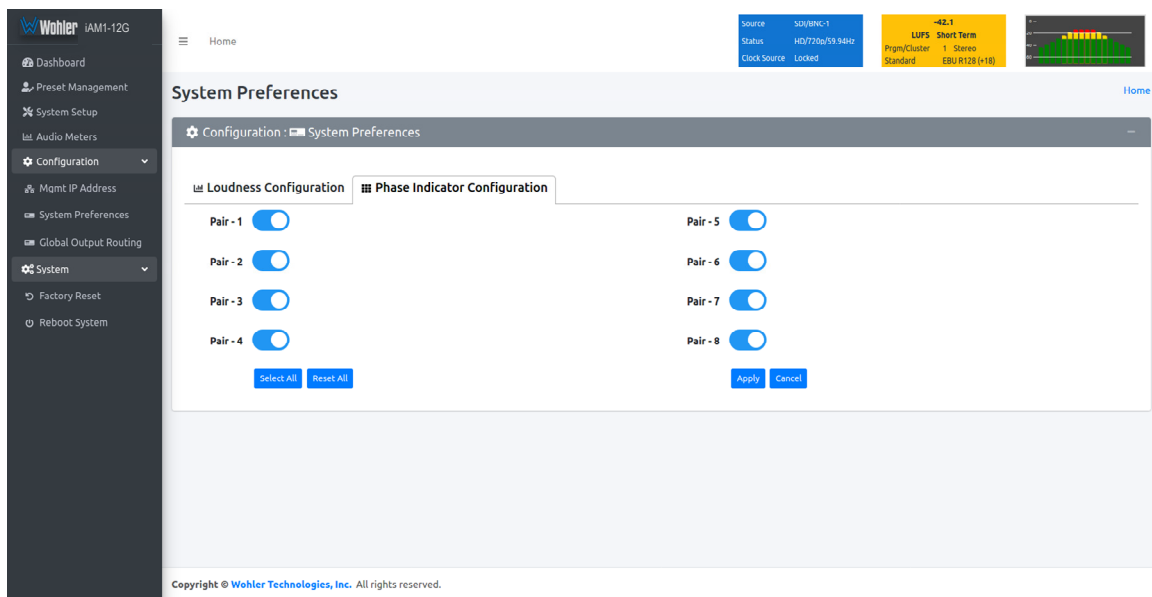 Wohler iAM1-12G
Dashboard
Preset Management
System Setup
Audio Meters
Configuration
Mgmt IP Address
System Preferences
Global Output Routing
System
Factory Reset
Reboot System
Home
Source SDI/BNC-1
Status HD/720p/59.94Hz
Clock Source Locked
-42.1
LUFS Short Term
Prgm/Cluster 1 Stereo
Standard EBU R128 (+18)
System Preferences
Home
Configuration : System Preferences
Loudness Configuration
Phase Indicator Configuration
Pair - 1
Pair - 5
Pair - 2
Pair - 6
Pair - 3
Pair - 7
Pair - 4
Pair - 8
Select All Reset All
Apply Cancel
Copyright © Wohler Technologies, Inc. All rights reserved.